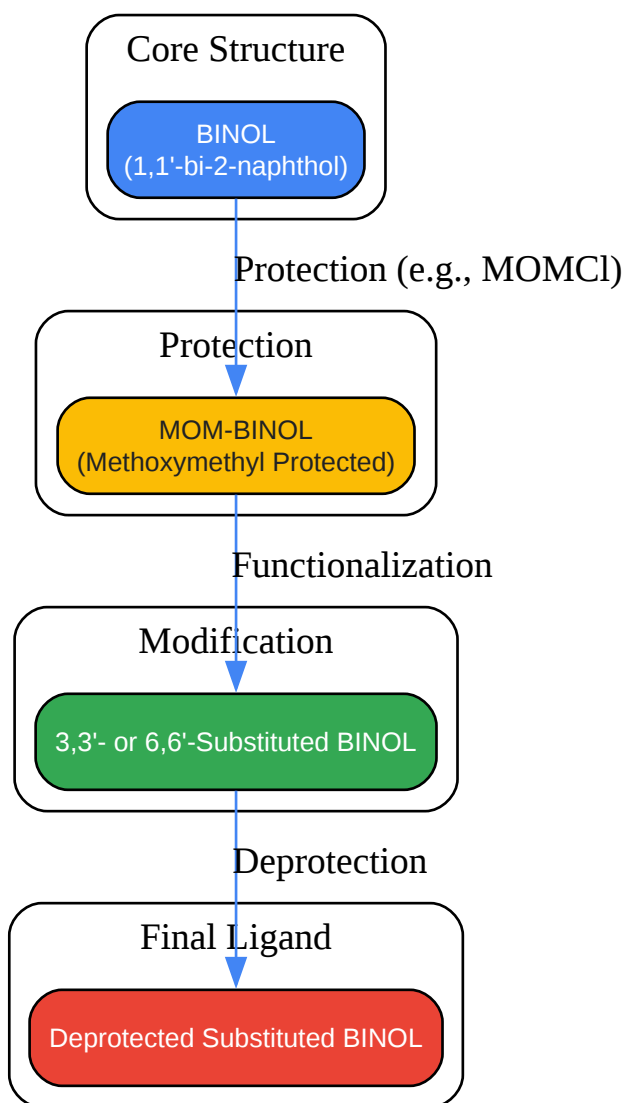 Core Structure
BINOL
(1,1'-bi-2-naphthol)
Protection (e.g., MOMCl)
Protection
MOM-BINOL
(Methoxymethyl Protected)
Functionalization
Modification
3,3'- or 6,6'-Substituted BINOL
Deprotection
Final Ligand
Deprotected Substituted BINOL